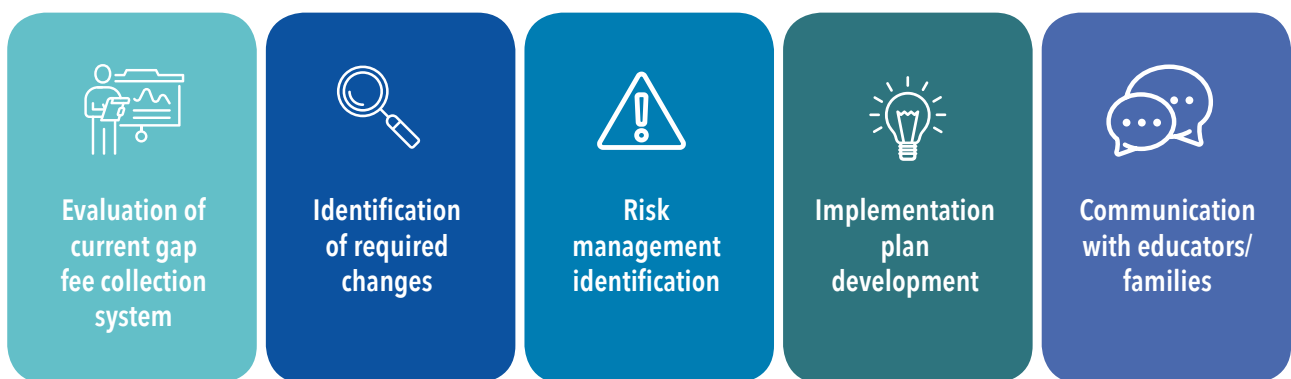 Evaluation of
current gap
fee collection
system
Identification
of required
changes
Risk
management
identification
Implementation
plan
development
Communication
with educators/
families